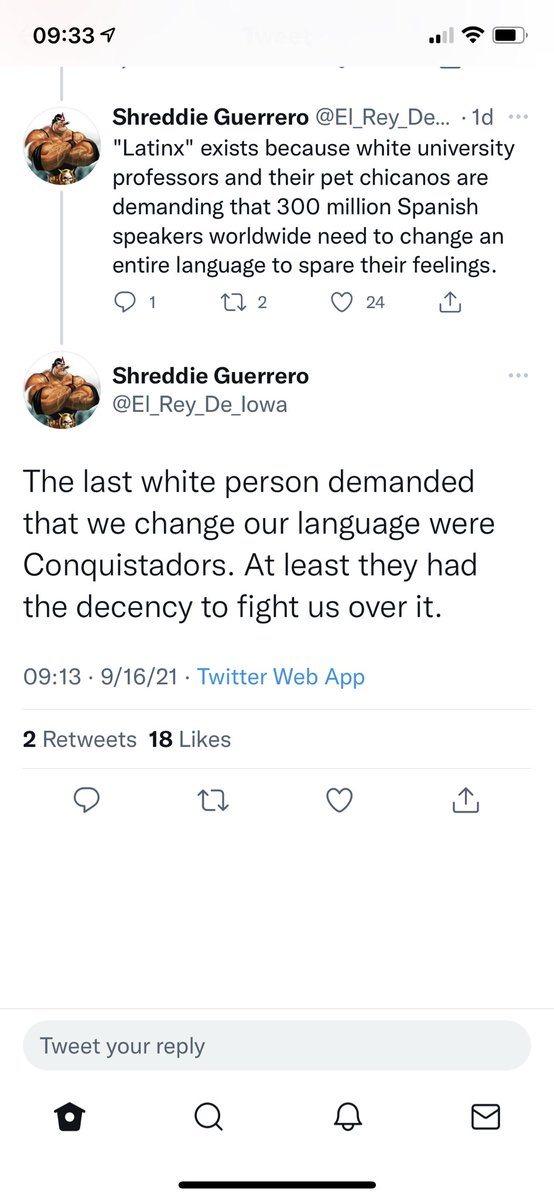 09:33
Tweet
Shreddie Guerrero @El_Rey_De... · 1d
"Latinx" exists because white university
professors and their pet chicanos are
demanding that 300 million Spanish
speakers worldwide need to change an
entire language to spare their feelings.
1 2 24
Shreddie Guerrero
@El_Rey_De_Iowa
The last white person demanded
that we change our language were
Conquistadors. At least they had
the decency to fight us over it.
09:13 · 9/16/21 · Twitter Web App
2 Retweets 18 Likes
Tweet your reply